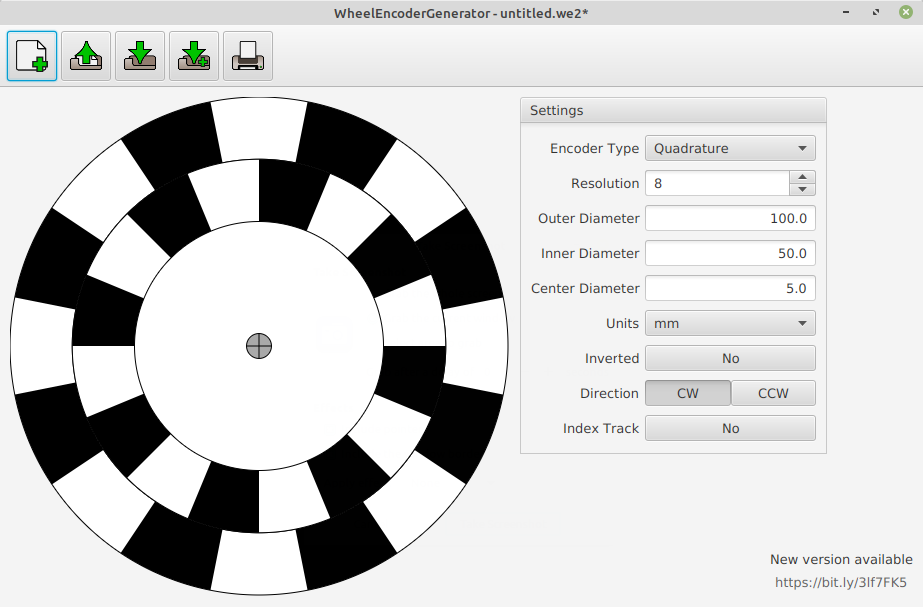 WheelEncoderGenerator - untitled.we2*
Settings
Encoder Type Quadrature
Resolution 8
Outer Diameter 100.0
Inner Diameter 50.0
Center Diameter 5.0
Units mm
Inverted No
Direction CW CCW
Index Track No
New version available
https://bit.ly/3lf7FK5